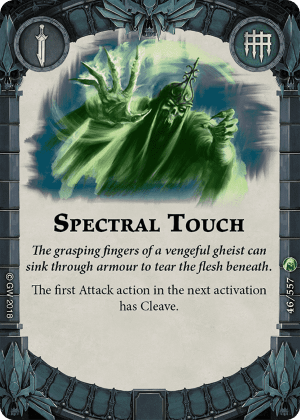 SPECTRAL TOUCH
The grasping fingers of a vengeful gheist can
sink through armour to tear the flesh beneath.
The first Attack action in the next activation
has Cleave.
© GW 2018
46/557